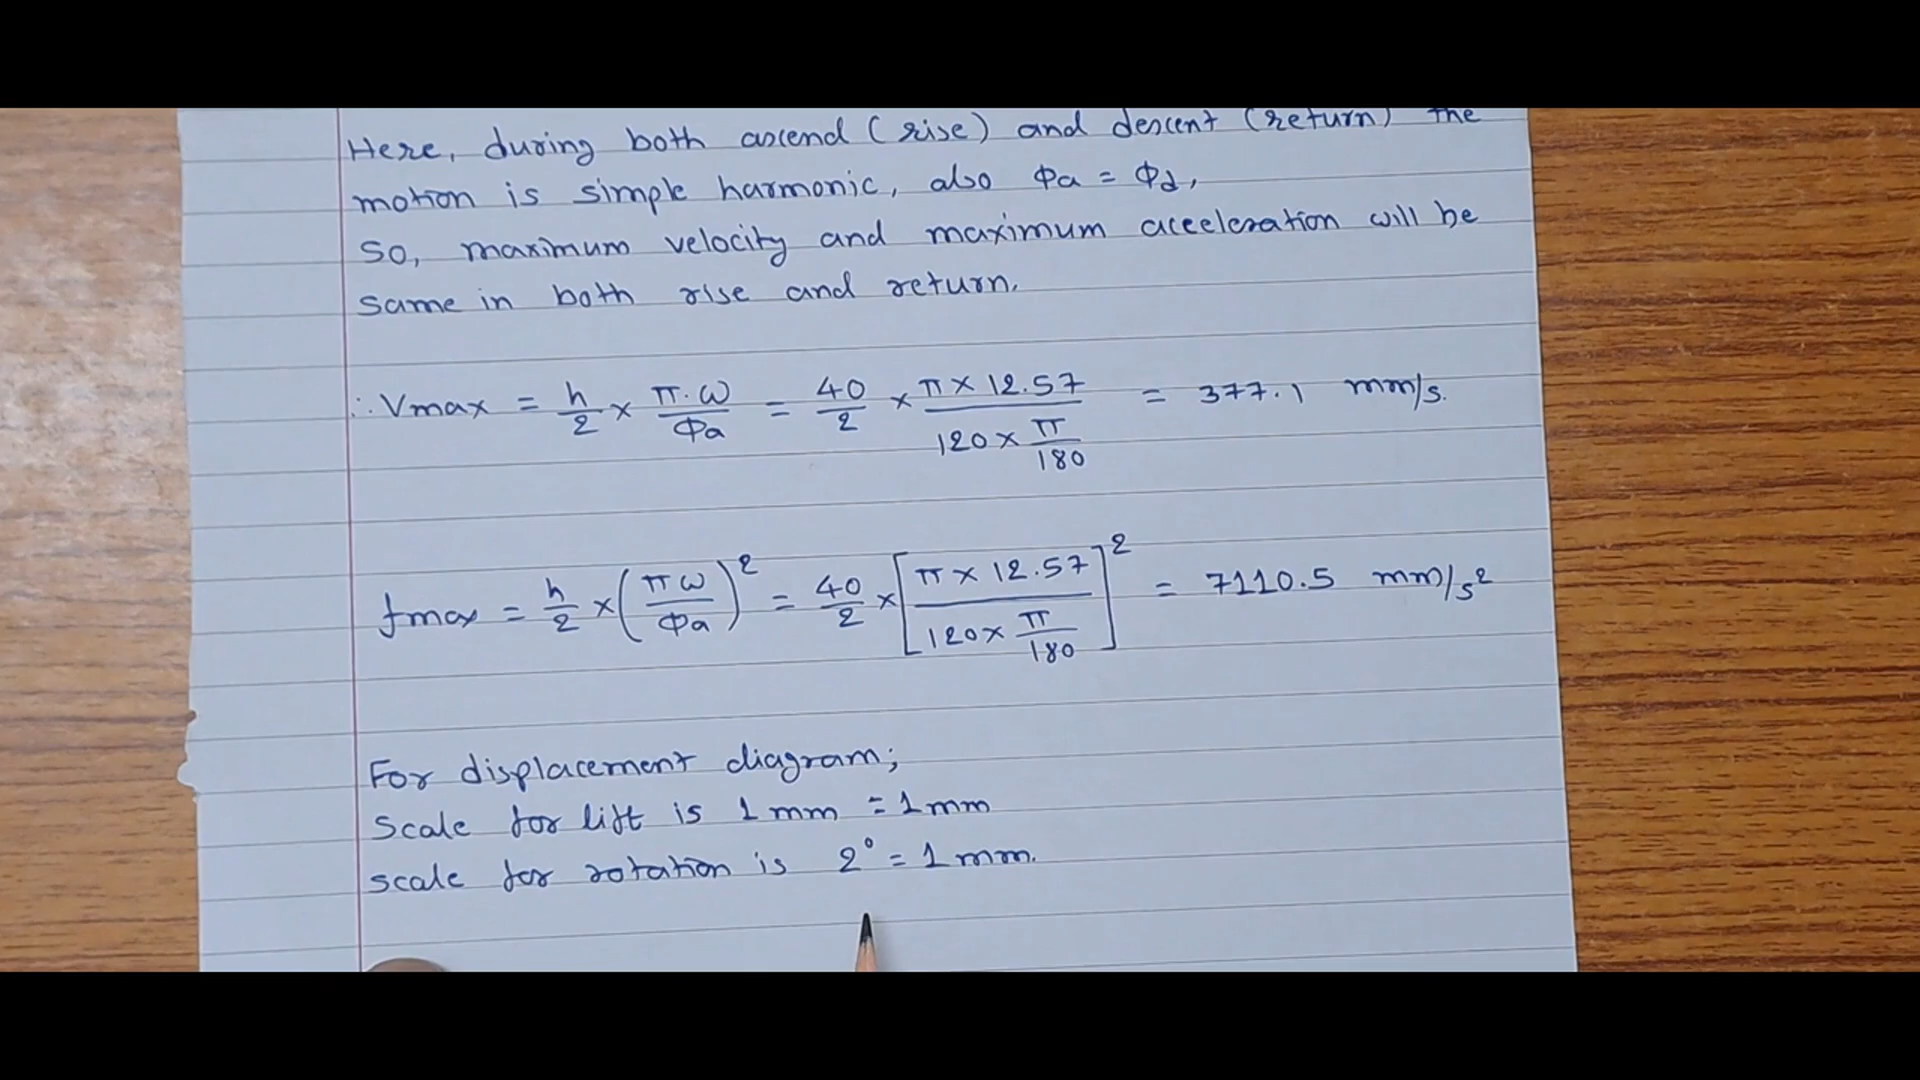 Here, during both ascend (rise) and descent (return) the
motion is simple harmonic, also Φa = Φd,
So, maximum velocity and maximum acceleration will be
same in both rise and return.
∴ Vmax = h/2 × π.ω/Φa = 40/2 × (π × 12.57)/(120 × π/180) = 377.1 mm/s.
fmax = h/2 × (πω/Φa)² = 40/2 × [(π × 12.57)/(120 × π/180)]² = 7110.5 mm/s²
For displacement diagram;
Scale for lift is 1 mm = 1 mm
scale for rotation is 2° = 1 mm.